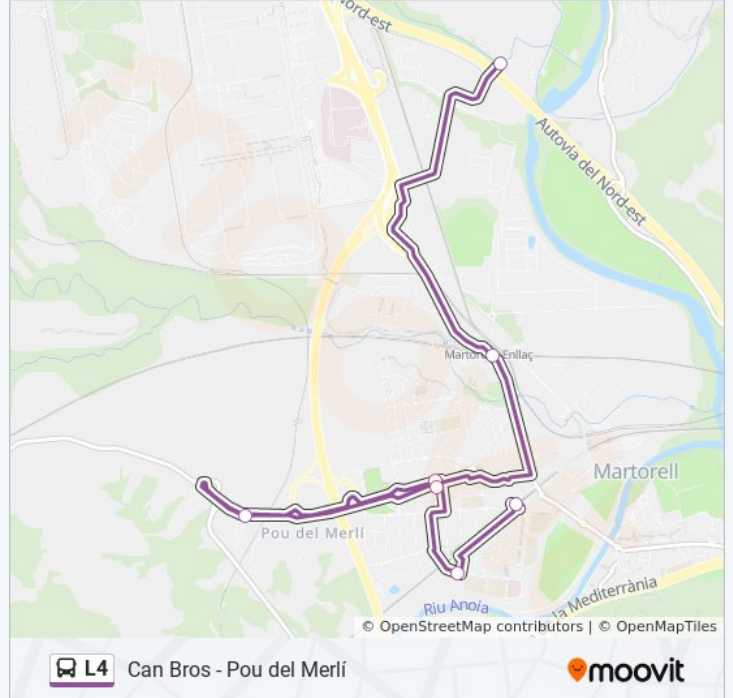 Nord-est
Autovia del Nord-est
Enllaç
Martorell
Pou del Merlí
Riu Anoia
la Mediterrània
© OpenStreetMap contributors | © OpenMapTiles
L4 Can Bros - Pou del Merlí
moovit